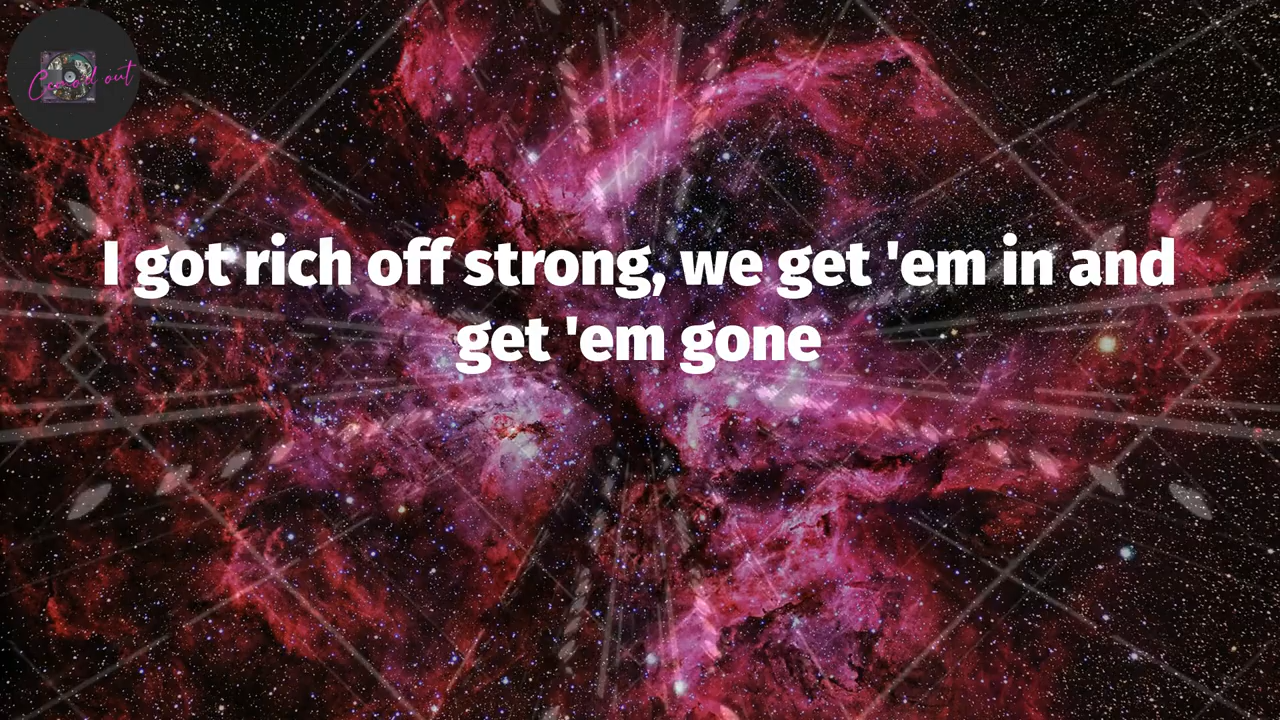 I got rich off strong, we get 'em in and
get 'em gone